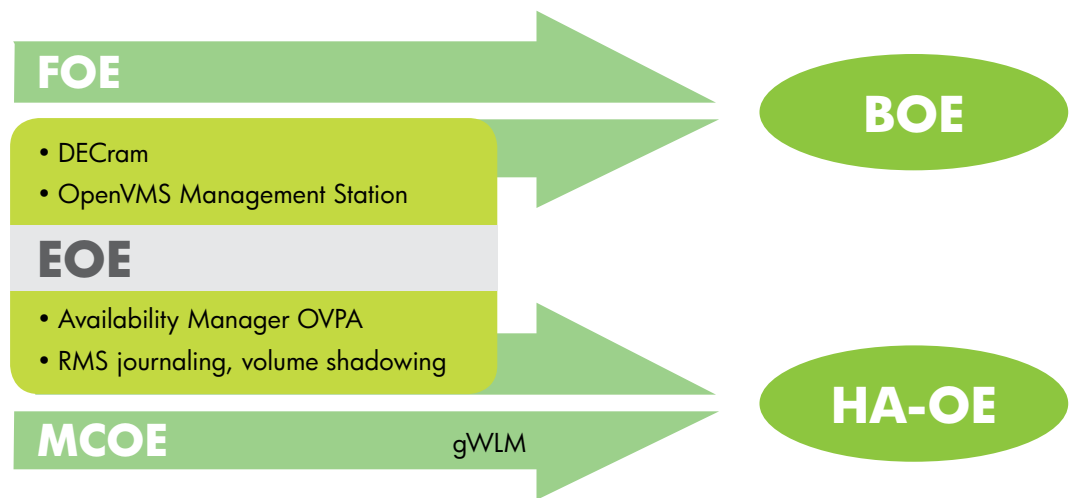 FOE
BOE
• DECram
• OpenVMS Management Station
EOE
• Availability Manager OVPA
• RMS journaling, volume shadowing
HA-OE
MCOE gWLM